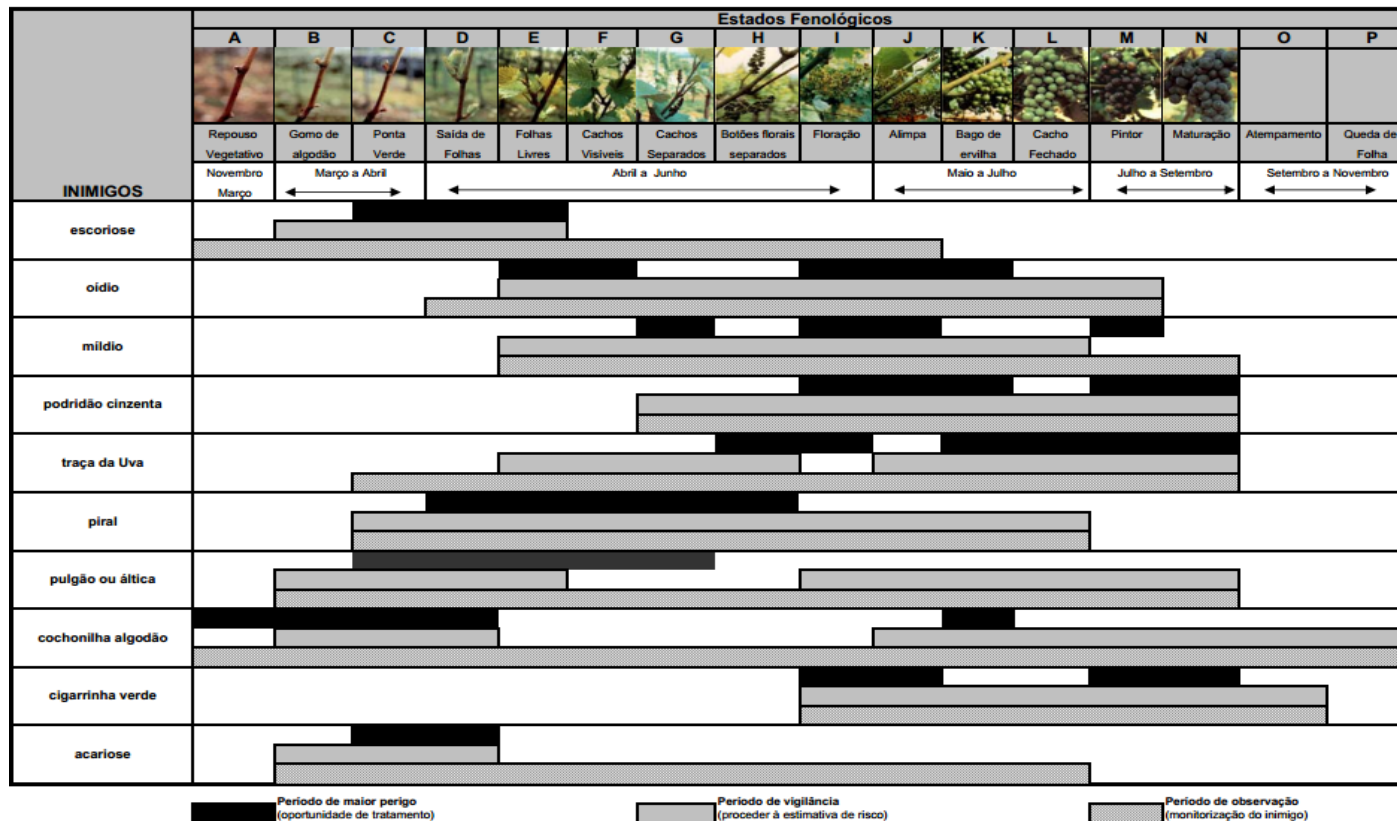 Estados Fenológicos
A B C D E F G H I J K L M N O P
Repouso Gomo de Ponta Saída de Folhas Cachos Cachos Botões florais Floração Alimpa Bago de Cacho Pintor Maturação Atempamento Queda de
Vegetativo algodão Verde Folhas Livres Visíveis Separados separados ervilha Fechado Folha
Novembro Março a Abril Abril a Junho Maio a Julho Julho a Setembro Setembro a Novembro
INIMIGOS Março
escoriose
oídio
míldio
podridão cinzenta
traça da Uva
piral
pulgão ou áltica
cochonilha algodão
cigarrinha verde
acariose
Período de maior perigo Período de vigilância Período de observação
(oportunidade de tratamento) (proceder à estimativa de risco) (monitorização do inimigo)